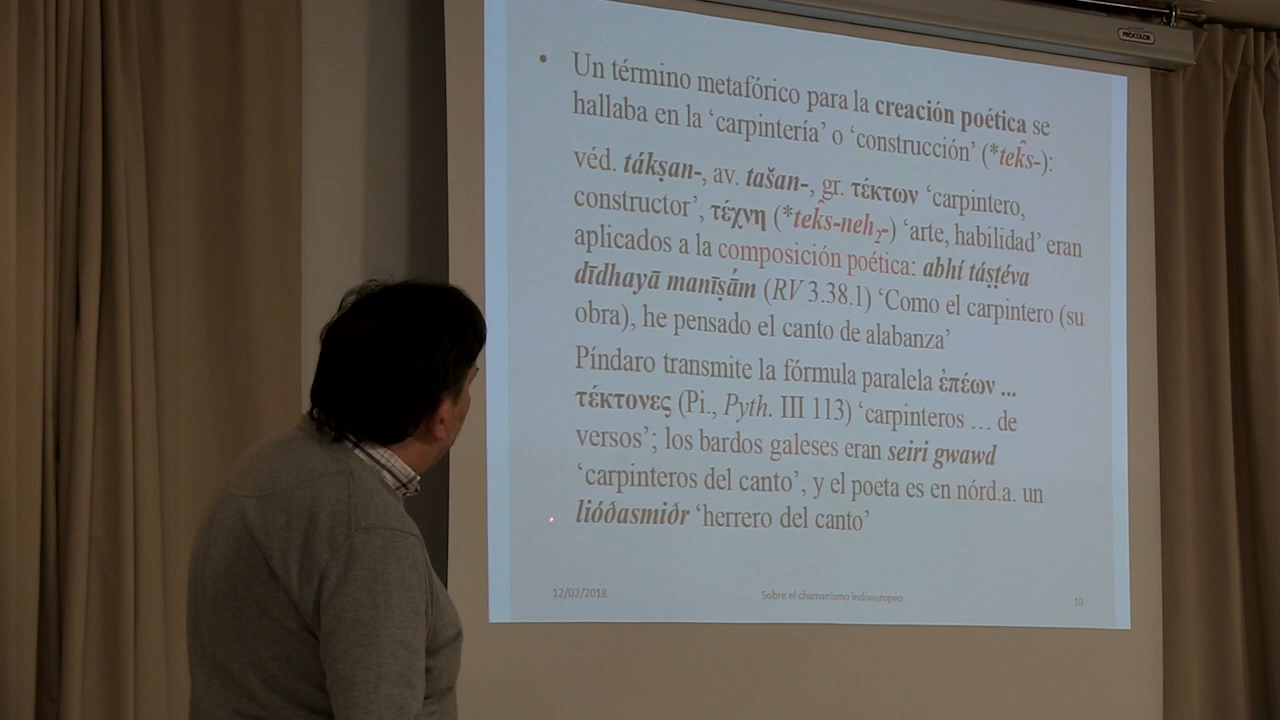 PROCOLOR
• Un término metafórico para la creación poética se
hallaba en la ‘carpintería’ o ‘construcción’ (*tek̂s-):
véd. tákṣan-, av. tašan-, gr. τέκτων ‘carpintero,
constructor’, τέχνη (*tek̂s-neh₂-) ‘arte, habilidad’ eran
aplicados a la composición poética: abhí táṣṭéva
dīdhayā manīṣā́m (RV 3.38.1) ‘Como el carpintero (su
obra), he pensado el canto de alabanza’
Píndaro transmite la fórmula paralela ἐπέων ...
τέκτονες (Pi., Pyth. III 113) ‘carpinteros … de
versos’; los bardos galeses eran seiri gwawd
‘carpinteros del canto’, y el poeta es en nórd.a. un
lióðasmiðr ‘herrero del canto’
12/02/2018 Sobre el chamanismo indoeuropeo 10